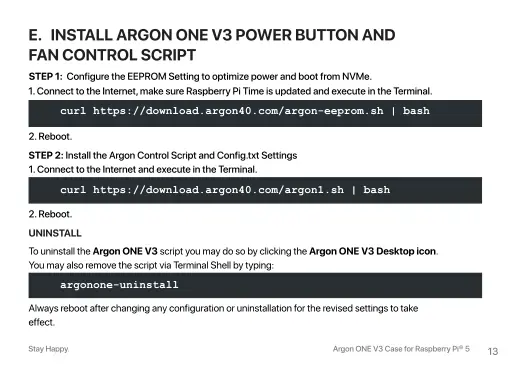 E. INSTALL ARGON ONE V3 POWER BUTTON AND
FAN CONTROL SCRIPT
STEP 1: Configure the EEPROM Setting to optimize power and boot from NVMe.
1. Connect to the Internet, make sure Raspberry Pi Time is updated and execute in the Terminal.
curl https://download.argon40.com/argon-eeprom.sh | bash
2. Reboot.
STEP 2: Install the Argon Control Script and Config.txt Settings
1. Connect to the Internet and execute in the Terminal.
curl https://download.argon40.com/argon1.sh | bash
2. Reboot.
UNINSTALL
To uninstall the Argon ONE V3 script you may do so by clicking the Argon ONE V3 Desktop icon.
You may also remove the script via Terminal Shell by typing:
argonone-uninstall
Always reboot after changing any configuration or uninstallation for the revised settings to take
effect.
Stay Happy.
Argon ONE V3 Case for Raspberry Pi® 5
13